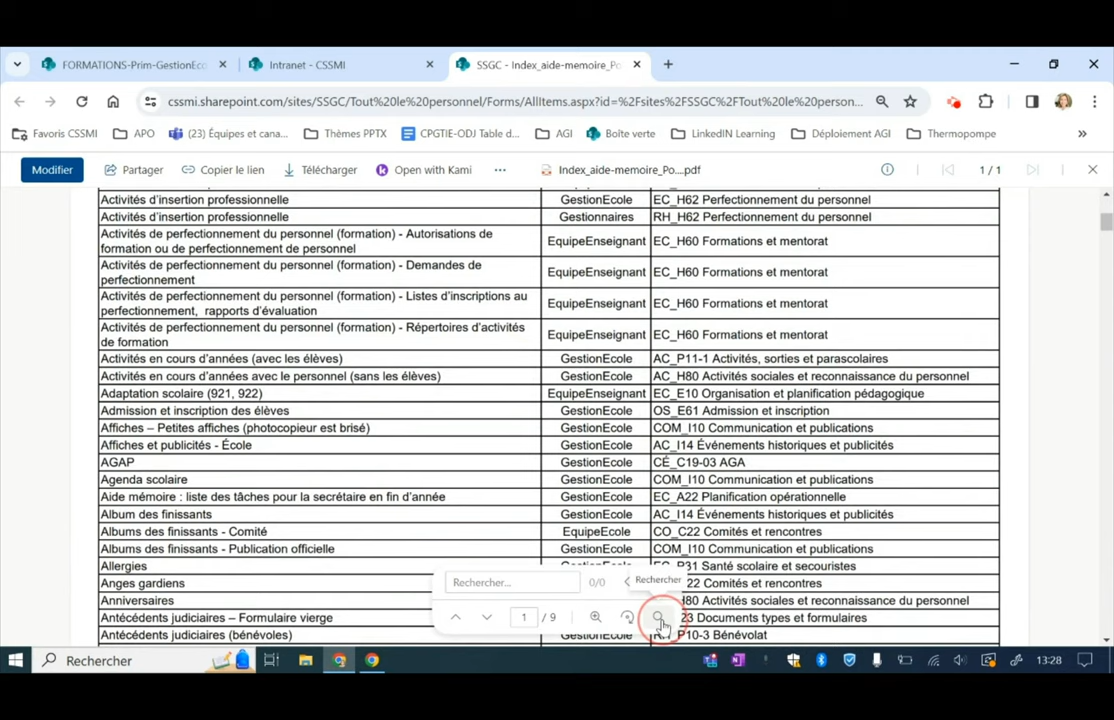 FORMATIONS-Prim-GestionEc
Intranet - CSSMI
SSGC - Index_aide-memoire_Po
cssmi.sharepoint.com/sites/SSGC/Tout%20le%20personnel/Forms/AllItems.aspx?id=%2Fsites%2FSSGC%2FTout%20le%20person...
Favoris CSSMI
APO
(23) Équipes et cana...
Thèmes PPTX
CPGTIE-ODJ Table d...
AGI
Boîte verte
LinkedIN Learning
Déploiement AGI
Thermopompe
Modifier
Partager
Copier le lien
Télécharger
Open with Kami
Index_aide-memoire_Po....pdf
1 / 1
Activités d'insertion professionnelle GestionEcole EC_H62 Perfectionnement du personnel
Activités d'insertion professionnelle Gestionnaires RH_H62 Perfectionnement du personnel
Activités de perfectionnement du personnel (formation) - Autorisations de
formation ou de perfectionnement de personnel EquipeEnseignant EC_H60 Formations et mentorat
Activités de perfectionnement du personnel (formation) - Demandes de
perfectionnement EquipeEnseignant EC_H60 Formations et mentorat
Activités de perfectionnement du personnel (formation) - Listes d'inscriptions au
perfectionnement, rapports d'évaluation EquipeEnseignant EC_H60 Formations et mentorat
Activités de perfectionnement du personnel (formation) - Répertoires d'activités
de formation EquipeEnseignant EC_H60 Formations et mentorat
Activités en cours d'années (avec les élèves) GestionEcole AC_P11-1 Activités, sorties et parascolaires
Activités en cours d'années avec le personnel (sans les élèves) GestionEcole AC_H80 Activités sociales et reconnaissance du personnel
Adaptation scolaire (921, 922) EquipeEnseignant EC_E10 Organisation et planification pédagogique
Admission et inscription des élèves GestionEcole OS_E61 Admission et inscription
Affiches – Petites affiches (photocopieur est brisé) GestionEcole COM_I10 Communication et publications
Affiches et publicités - École GestionEcole AC_I14 Événements historiques et publicités
AGAP GestionEcole CÉ_C19-03 AGA
Agenda scolaire GestionEcole COM_I10 Communication et publications
Aide mémoire : liste des tâches pour la secrétaire en fin d'année GestionEcole EC_A22 Planification opérationnelle
Album des finissants GestionEcole AC_I14 Événements historiques et publicités
Albums des finissants - Comité EquipeEcole CO_C22 Comités et rencontres
Albums des finissants - Publication officielle GestionEcole COM_I10 Communication et publications
Allergies P31 Santé scolaire et secouristes
Anges gardiens 22 Comités et rencontres
Anniversaires H80 Activités sociales et reconnaissance du personnel
Antécédents judiciaires – Formulaire vierge 23 Documents types et formulaires
Antécédents judiciaires (bénévoles) P10-3 Bénévolat
Rechercher...
0/0
Rechercher
1 / 9
Rechercher
13:28